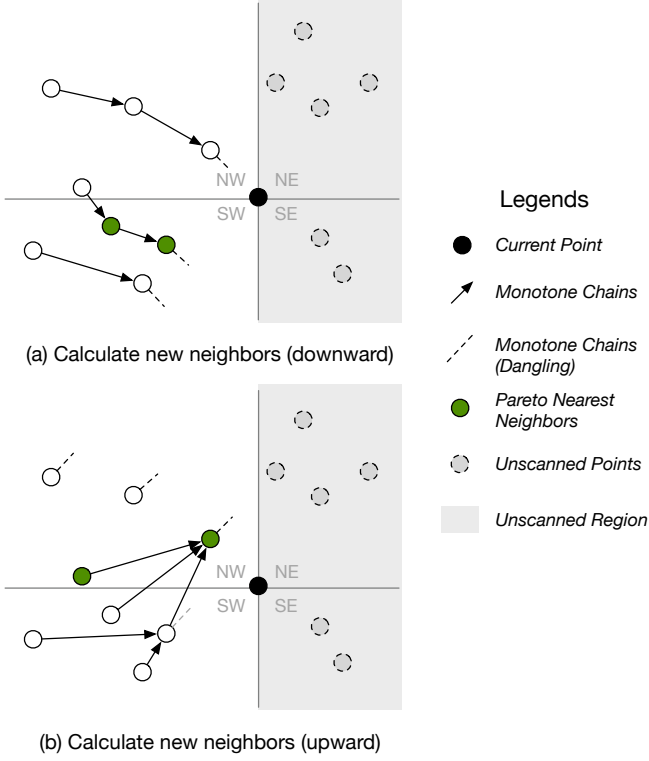 NW NE
SW SE
(a) Calculate new neighbors (downward)
NW NE
SW SE
(b) Calculate new neighbors (upward)
Legends
Current Point
Monotone Chains
Monotone Chains
(Dangling)
Pareto Nearest
Neighbors
Unscanned Points
Unscanned Region